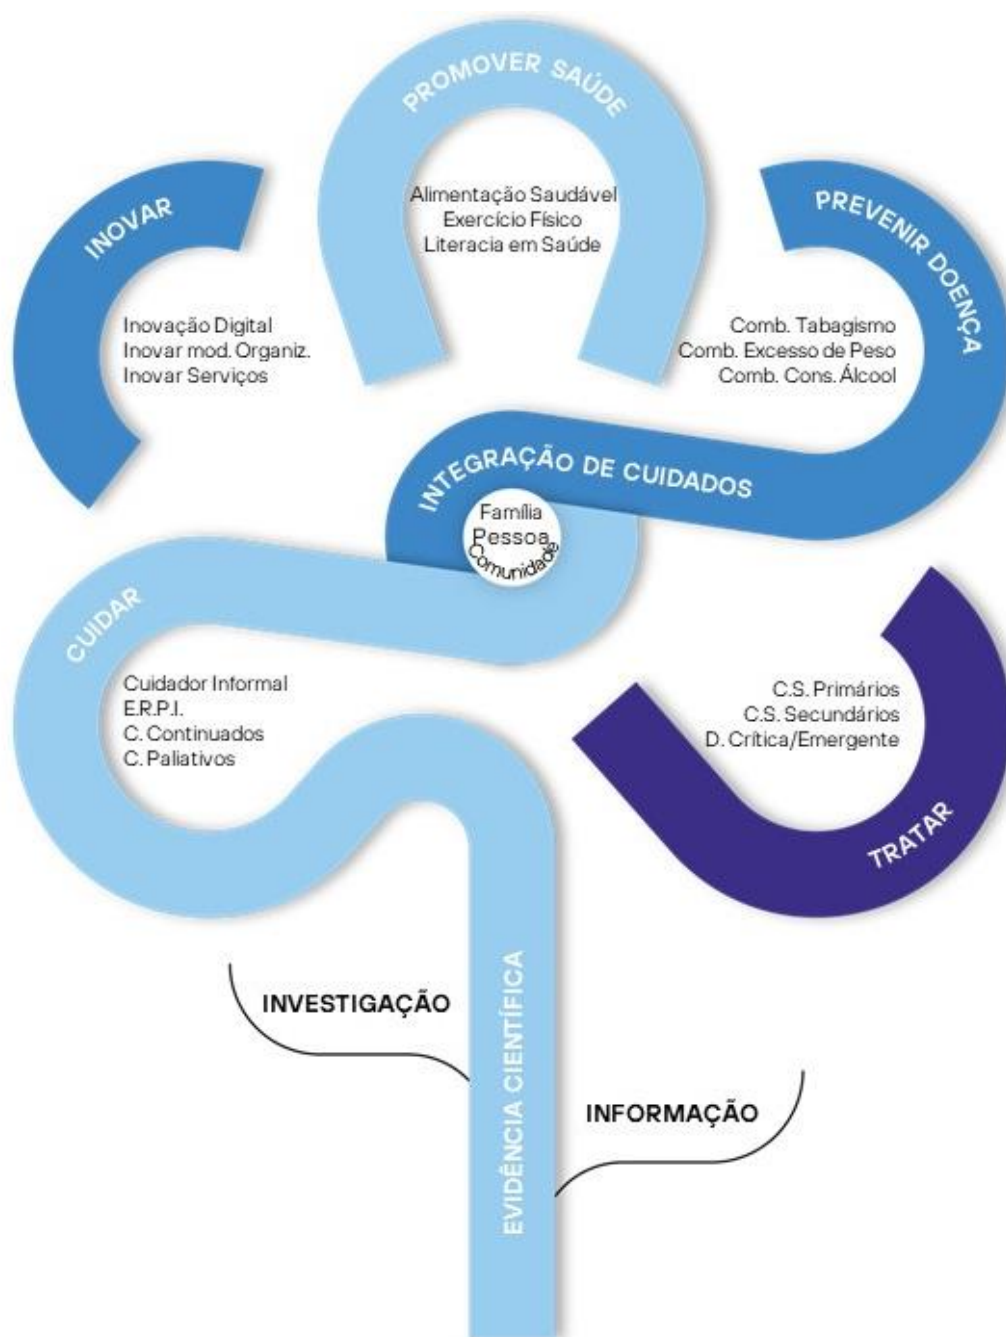 PROMOVER SAÚDE
Alimentação Saudável
Exercício Físico
Literacia em Saúde
INOVAR
Inovação Digital
Inovar mod. Organiz.
Inovar Serviços
PREVENIR DOENÇA
Comb. Tabagismo
Comb. Excesso de Peso
Comb. Cons. Álcool
INTEGRAÇÃO DE CUIDADOS
Família
Pessoa
Comunidade
CUIDAR
Cuidador Informal
E.R.P.I.
C. Continuados
C. Paliativos
C.S. Primários
C.S. Secundários
D. Crítica/Emergente
TRATAR
INVESTIGAÇÃO
EVIDÊNCIA CIENTÍFICA
INFORMAÇÃO